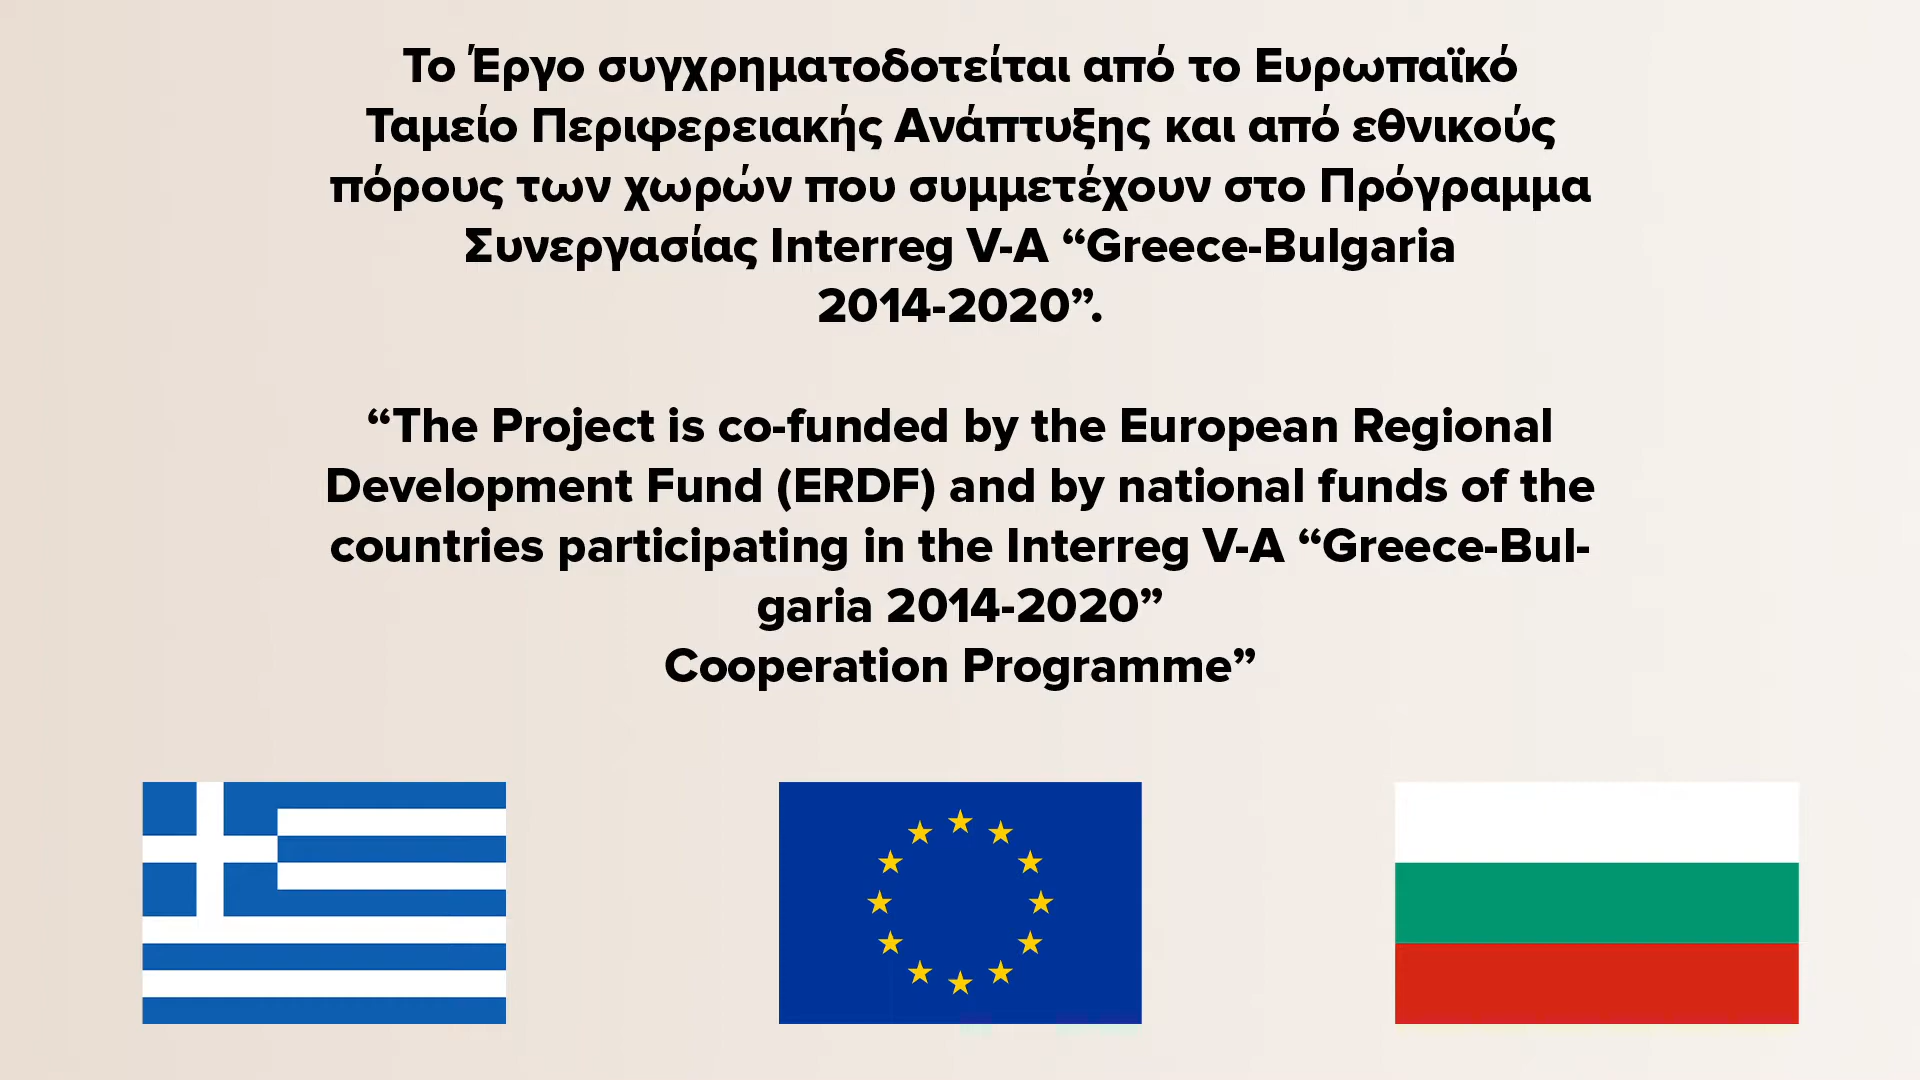 Το Έργο συγχρηματοδοτείται από το Ευρωπαϊκό
Ταμείο Περιφερειακής Ανάπτυξης και από εθνικούς
πόρους των χωρών που συμμετέχουν στο Πρόγραμμα
Συνεργασίας Interreg V-A “Greece-Bulgaria
2014-2020”.
“The Project is co-funded by the European Regional
Development Fund (ERDF) and by national funds of the
countries participating in the Interreg V-A “Greece-Bul-
garia 2014-2020”
Cooperation Programme”